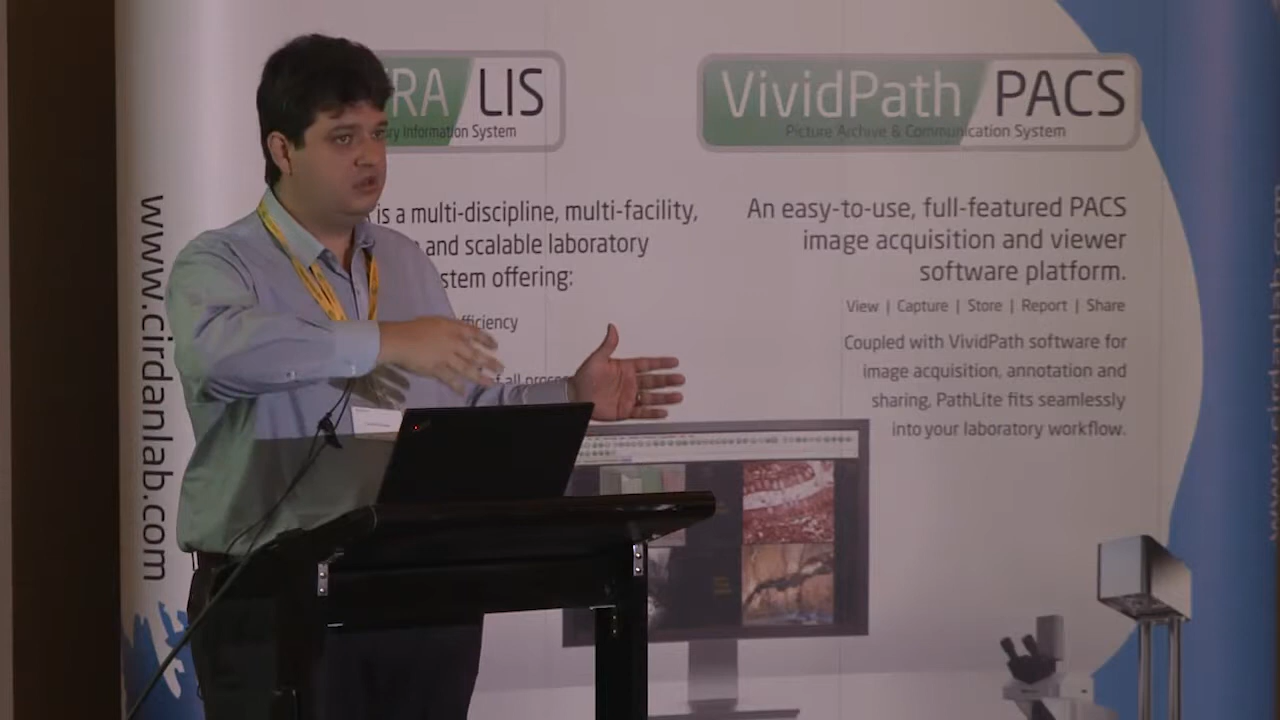 www.cirdanlab.com
RA LIS
ry Information System
is a multi-discipline, multi-facility,
and scalable laboratory
stem offering:
fficiency
of all
VividPath PACS
Picture Archive & Communication System
An easy-to-use, full-featured PACS
image acquisition and viewer
software platform.
View | Capture | Store | Report | Share
Coupled with VividPath software for
image acquisition, annotation and
sharing, PathLite fits seamlessly
into your laboratory workflow.